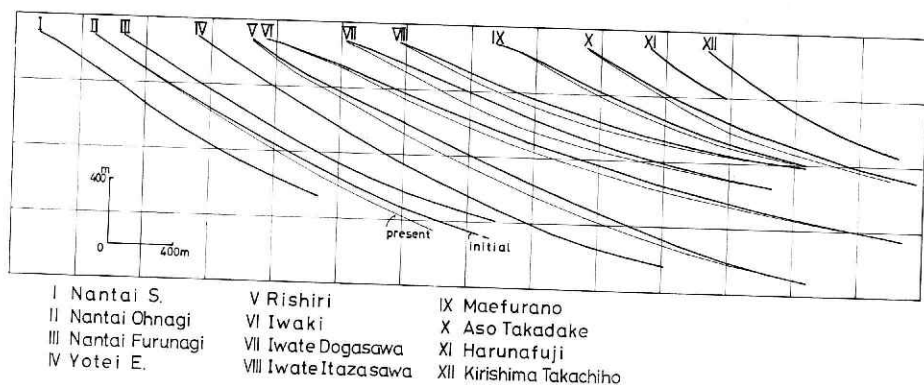 I II III IV V VI VII VIII IX X XI XII
400m
0 400m
present
initial
I Nantai S.
II Nantai Ohnagi
III Nantai Furunagi
IV Yotei E.
V Rishiri
VI Iwaki
VII Iwate Dogasawa
VIII Iwate Itazasawa
IX Maefurano
X Aso Takadake
XI Harunafuji
XII Kirishima Takachiho